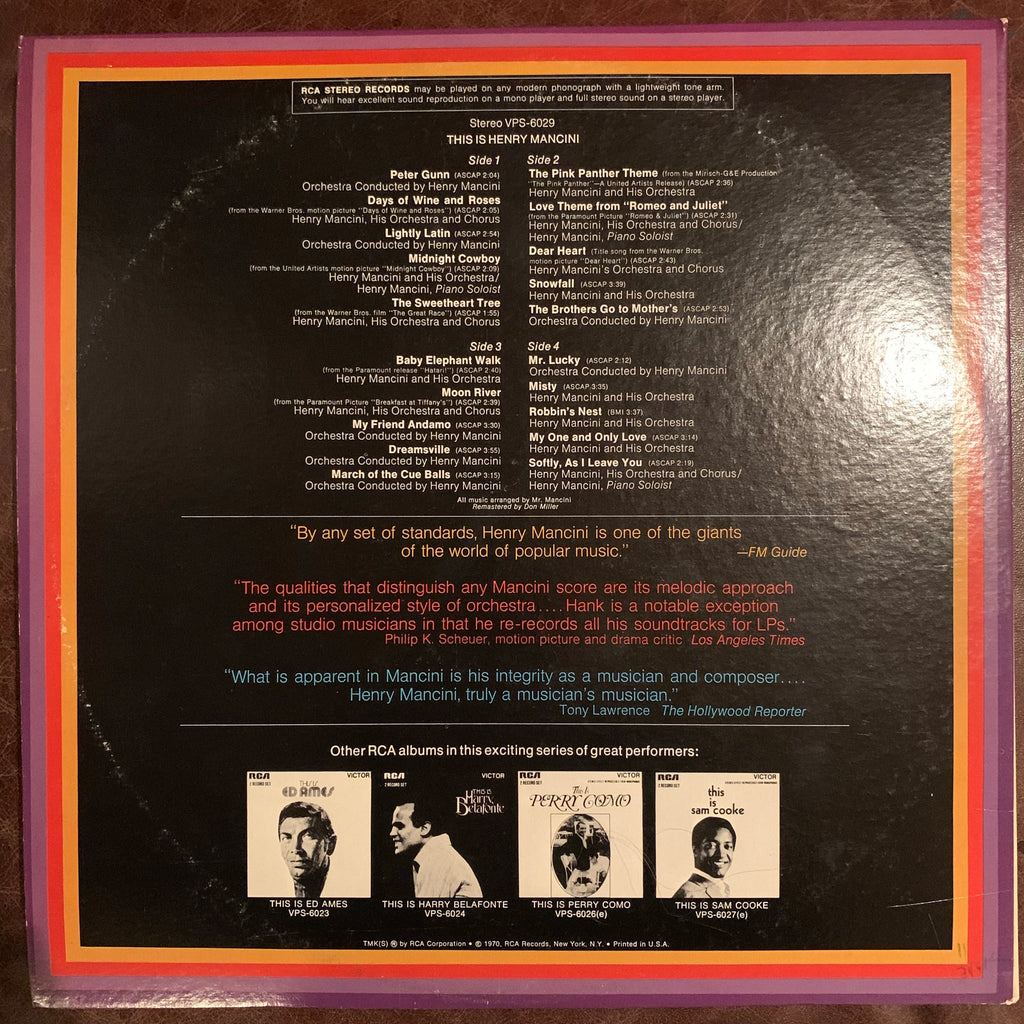 RCA STEREO RECORDS may be played on any modern phonograph with a lightweight tone arm.
You will hear excellent sound reproduction on a mono player and full stereo sound on a stereo player.
Stereo VPS-6029
THIS IS HENRY MANCINI
Side 1
Peter Gunn (ASCAP 2:04)
Orchestra Conducted by Henry Mancini
Days of Wine and Roses
(from the Warner Bros. motion picture "Days of Wine and Roses") (ASCAP 2:05)
Henry Mancini, His Orchestra and Chorus
Lightly Latin (ASCAP 2:54)
Orchestra Conducted by Henry Mancini
Midnight Cowboy
(from the United Artists motion picture "Midnight Cowboy") (ASCAP 2:09)
Henry Mancini and His Orchestra/
Henry Mancini, Piano Soloist
The Sweetheart Tree
(from the Warner Bros. film "The Great Race") (ASCAP 1:55)
Henry Mancini, His Orchestra and Chorus
Side 2
The Pink Panther Theme (from the Mirisch-G&E Production
"The Pink Panther"—A United Artists Release) (ASCAP 2:36)
Henry Mancini and His Orchestra
Love Theme from "Romeo and Juliet"
(from the Paramount Picture "Romeo & Juliet") (ASCAP 2:31)
Henry Mancini, His Orchestra and Chorus/
Henry Mancini, Piano Soloist
Dear Heart (Title song from the Warner Bros.
motion picture "Dear Heart") (ASCAP 2:43)
Henry Mancini's Orchestra and Chorus
Snowfall (ASCAP 3:39)
Henry Mancini and His Orchestra
The Brothers Go to Mother's (ASCAP 2:53)
Orchestra Conducted by Henry Mancini
Side 3
Baby Elephant Walk
(from the Paramount release "Hatari!") (ASCAP 2:40)
Henry Mancini and His Orchestra
Moon River
(from the Paramount Picture "Breakfast at Tiffany's") (ASCAP 2:39)
Henry Mancini, His Orchestra and Chorus
My Friend Andamo (ASCAP 3:30)
Orchestra Conducted by Henry Mancini
Dreamsville (ASCAP 3:55)
Orchestra Conducted by Henry Mancini
March of the Cue Balls (ASCAP 3:15)
Orchestra Conducted by Henry Mancini
Side 4
Mr. Lucky (ASCAP 2:12)
Orchestra Conducted by Henry Mancini
Misty (ASCAP 3:35)
Henry Mancini and His Orchestra
Robbin's Nest (BMI 3:37)
Henry Mancini and His Orchestra
My One and Only Love (ASCAP 3:14)
Henry Mancini and His Orchestra
Softly, As I Leave You (ASCAP 2:19)
Henry Mancini, His Orchestra and Chorus/
Henry Mancini, Piano Soloist
All music arranged by Mr. Mancini
Remastered by Don Miller
"By any set of standards, Henry Mancini is one of the giants
of the world of popular music." —FM Guide
"The qualities that distinguish any Mancini score are its melodic approach
and its personalized style of orchestra.... Hank is a notable exception
among studio musicians in that he re-records all his soundtracks for LPs."
Philip K. Scheuer, motion picture and drama critic Los Angeles Times
"What is apparent in Mancini is his integrity as a musician and composer....
Henry Mancini, truly a musician's musician."
Tony Lawrence The Hollywood Reporter
Other RCA albums in this exciting series of great performers:
RCA VICTOR
2 RECORD SET
THIS IS
ED AMES
THIS IS ED AMES
VPS-6023
RCA VICTOR
2 RECORD SET
THIS IS
Harry
Belafonte
THIS IS HARRY BELAFONTE
VPS-6024
RCA VICTOR
2 RECORD SET
This Is
PERRY COMO
THIS IS PERRY COMO
VPS-6026(e)
RCA VICTOR
2 RECORD SET
this
is
sam cooke
THIS IS SAM COOKE
VPS-6027(e)
TMK(S) ® by RCA Corporation • © 1970, RCA Records, New York, N.Y. • Printed in U.S.A.